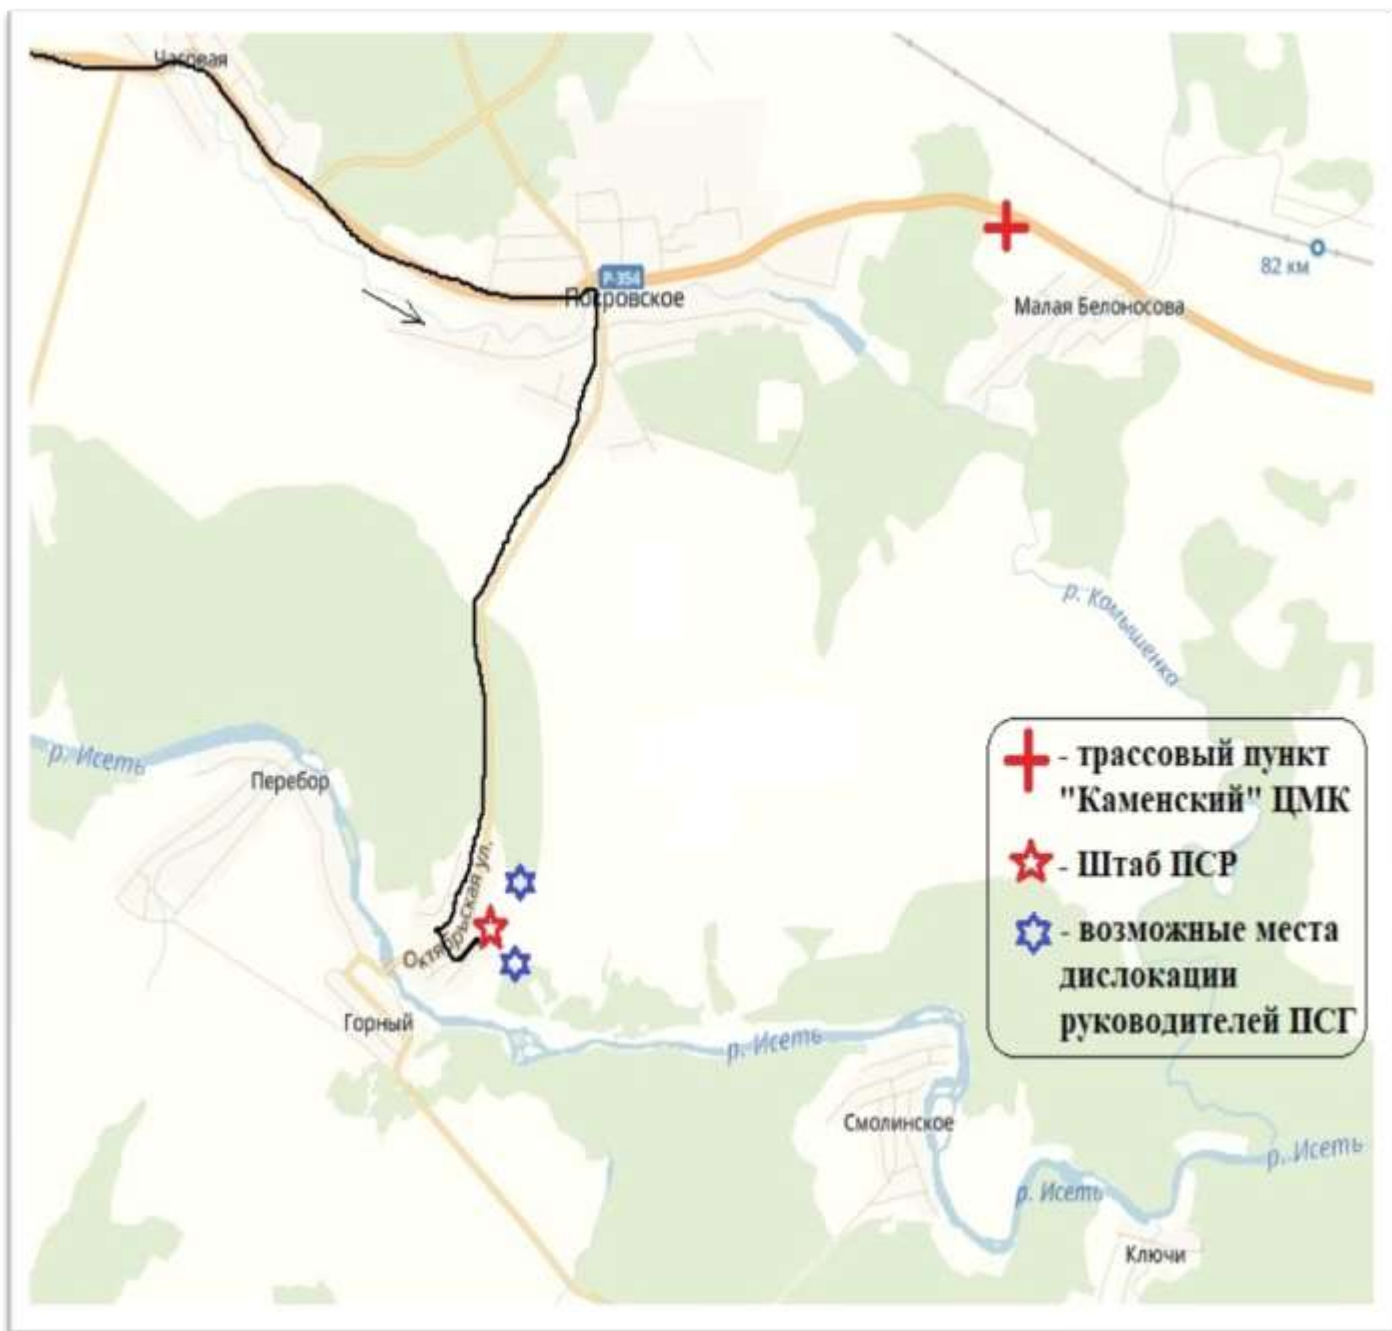 Часовая
Р-354
Покровское
82 км
Малая Белоносова
р. Комышенка
р. Исеть
Перебор
- трассовый пункт
"Каменский" ЦМК
- Штаб ПСР
- возможные места
дислокации
руководителей ПСГ
Октябрьская ул.
Горный
р. Исеть
Смолинское
р. Исеть
р. Исеть
Ключи